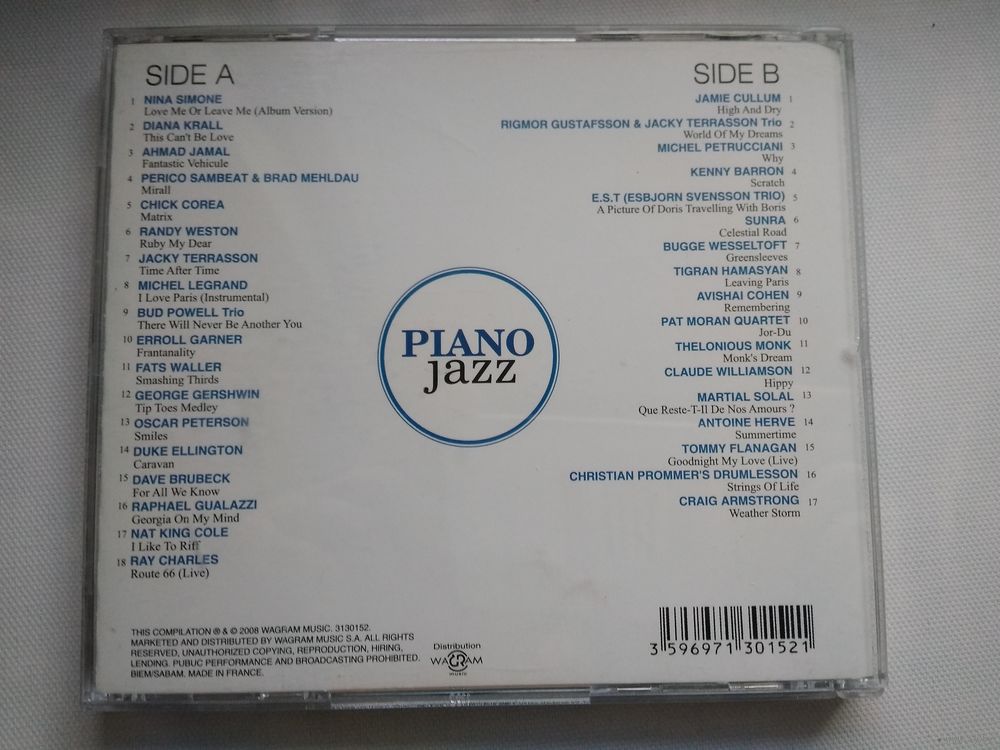 SIDE A
1 NINA SIMONE
Love Me Or Leave Me (Album Version)
2 DIANA KRALL
This Can't Be Love
3 AHMAD JAMAL
Fantastic Vehicule
4 PERICO SAMBEAT & BRAD MEHLDAU
Mirall
5 CHICK COREA
Matrix
6 RANDY WESTON
Ruby My Dear
7 JACKY TERRASSON
Time After Time
8 MICHEL LEGRAND
I Love Paris (Instrumental)
9 BUD POWELL Trio
There Will Never Be Another You
10 ERROLL GARNER
Frantanality
11 FATS WALLER
Smashing Thirds
12 GEORGE GERSHWIN
Tip Toes Medley
13 OSCAR PETERSON
Smiles
14 DUKE ELLINGTON
Caravan
15 DAVE BRUBECK
For All We Know
16 RAPHAEL GUALAZZI
Georgia On My Mind
17 NAT KING COLE
I Like To Riff
18 RAY CHARLES
Route 66 (Live)
SIDE B
JAMIE CULLUM 1
High And Dry
RIGMOR GUSTAFSSON & JACKY TERRASSON Trio 2
World Of My Dreams
MICHEL PETRUCCIANI 3
Why
KENNY BARRON 4
Scratch
E.S.T (ESBJORN SVENSSON TRIO) 5
A Picture Of Doris Travelling With Boris
SUNRA 6
Celestial Road
BUGGE WESSELTOFT 7
Greensleeves
TIGRAN HAMASYAN 8
Leaving Paris
AVISHAI COHEN 9
Remembering
PAT MORAN QUARTET 10
Jor-Du
THELONIOUS MONK 11
Monk's Dream
CLAUDE WILLIAMSON 12
Hippy
MARTIAL SOLAL 13
Que Reste-T-Il De Nos Amours ?
ANTOINE HERVE 14
Summertime
TOMMY FLANAGAN 15
Goodnight My Love (Live)
CHRISTIAN PROMMER'S DRUMLESSON 16
Strings Of Life
CRAIG ARMSTRONG 17
Weather Storm
PIANO
jazz
THIS COMPILATION ℗ & © 2008 WAGRAM MUSIC. 3130152.
MARKETED AND DISTRIBUTED BY WAGRAM MUSIC S.A. ALL RIGHTS
RESERVED, UNAUTHORIZED COPYING, REPRODUCTION, HIRING,
LENDING. PUBUC PERFORMANCE AND BROADCASTING PROHIBITED.
BIEM/SABAM. MADE IN FRANCE.
Distribution
WAGRAM
MUSIC
3 596971 301521